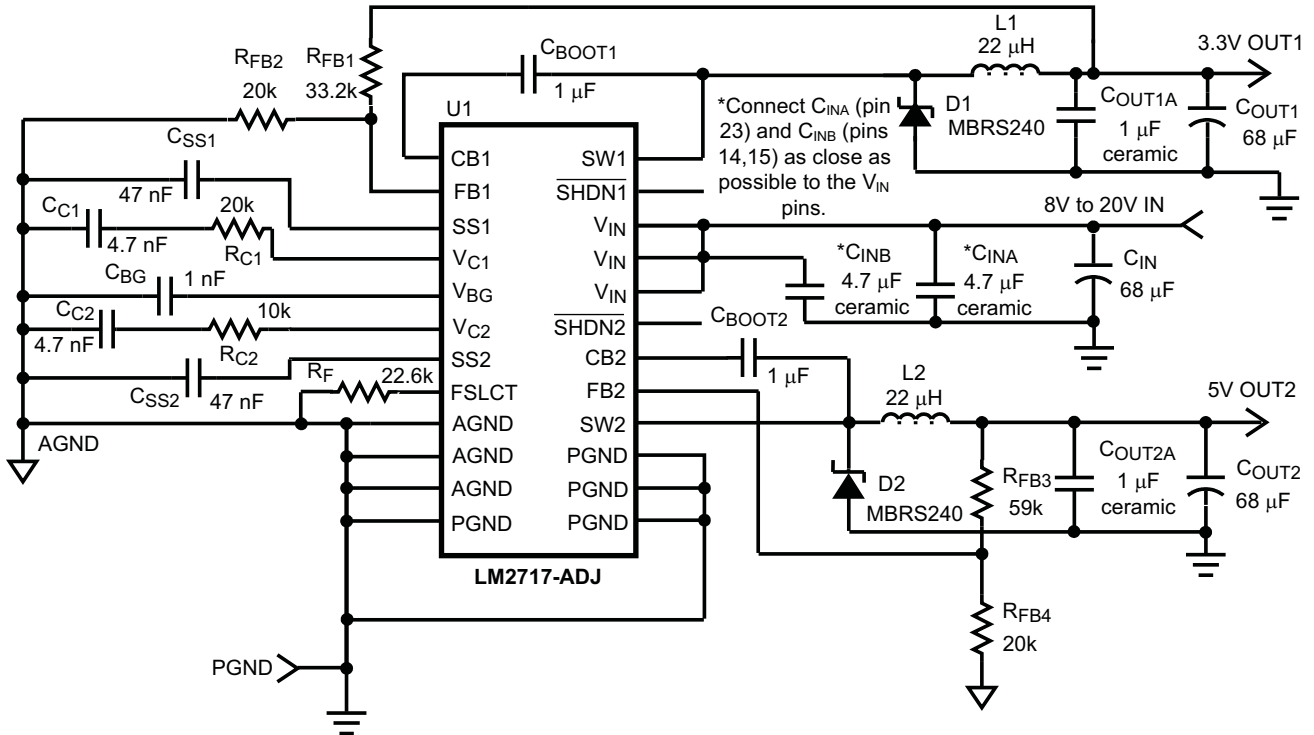 L1
22 μH
3.3V OUT1
CBOOT1
1 μF
RFB2
20k
RFB1
33.2k
U1
*Connect CINA (pin
23) and CINB (pins
14,15) as close as
possible to the VIN
pins.
D1
MBRS240
COUT1A
1 μF
ceramic
COUT1
68 μF
CSS1
47 nF
CC1
4.7 nF
20k
RC1
CBG
1 nF
CC2
4.7 nF
10k
RC2
CSS2
47 nF
RF
22.6k
AGND
CB1
FB1
SS1
VC1
VBG
VC2
SS2
FSLCT
AGND
AGND
AGND
PGND
SW1
SHDN1
VIN
VIN
VIN
SHDN2
CB2
FB2
SW2
PGND
PGND
PGND
LM2717-ADJ
8V to 20V IN
*CINB
4.7 μF
ceramic
*CINA
4.7 μF
ceramic
CIN
68 μF
CBOOT2
1 μF
L2
22 μH
5V OUT2
D2
MBRS240
RFB3
59k
COUT2A
1 μF
ceramic
COUT2
68 μF
RFB4
20k
PGND